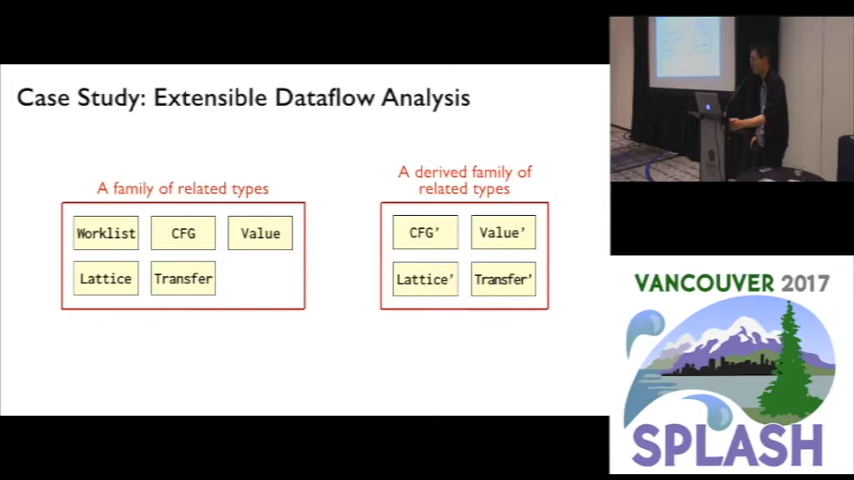 Case Study: Extensible Dataflow Analysis
A family of related types
Worklist CFG Value
Lattice Transfer
A derived family of
related types
CFG’ Value’
Lattice’ Transfer’
VANCOUVER 2017
SPLASH